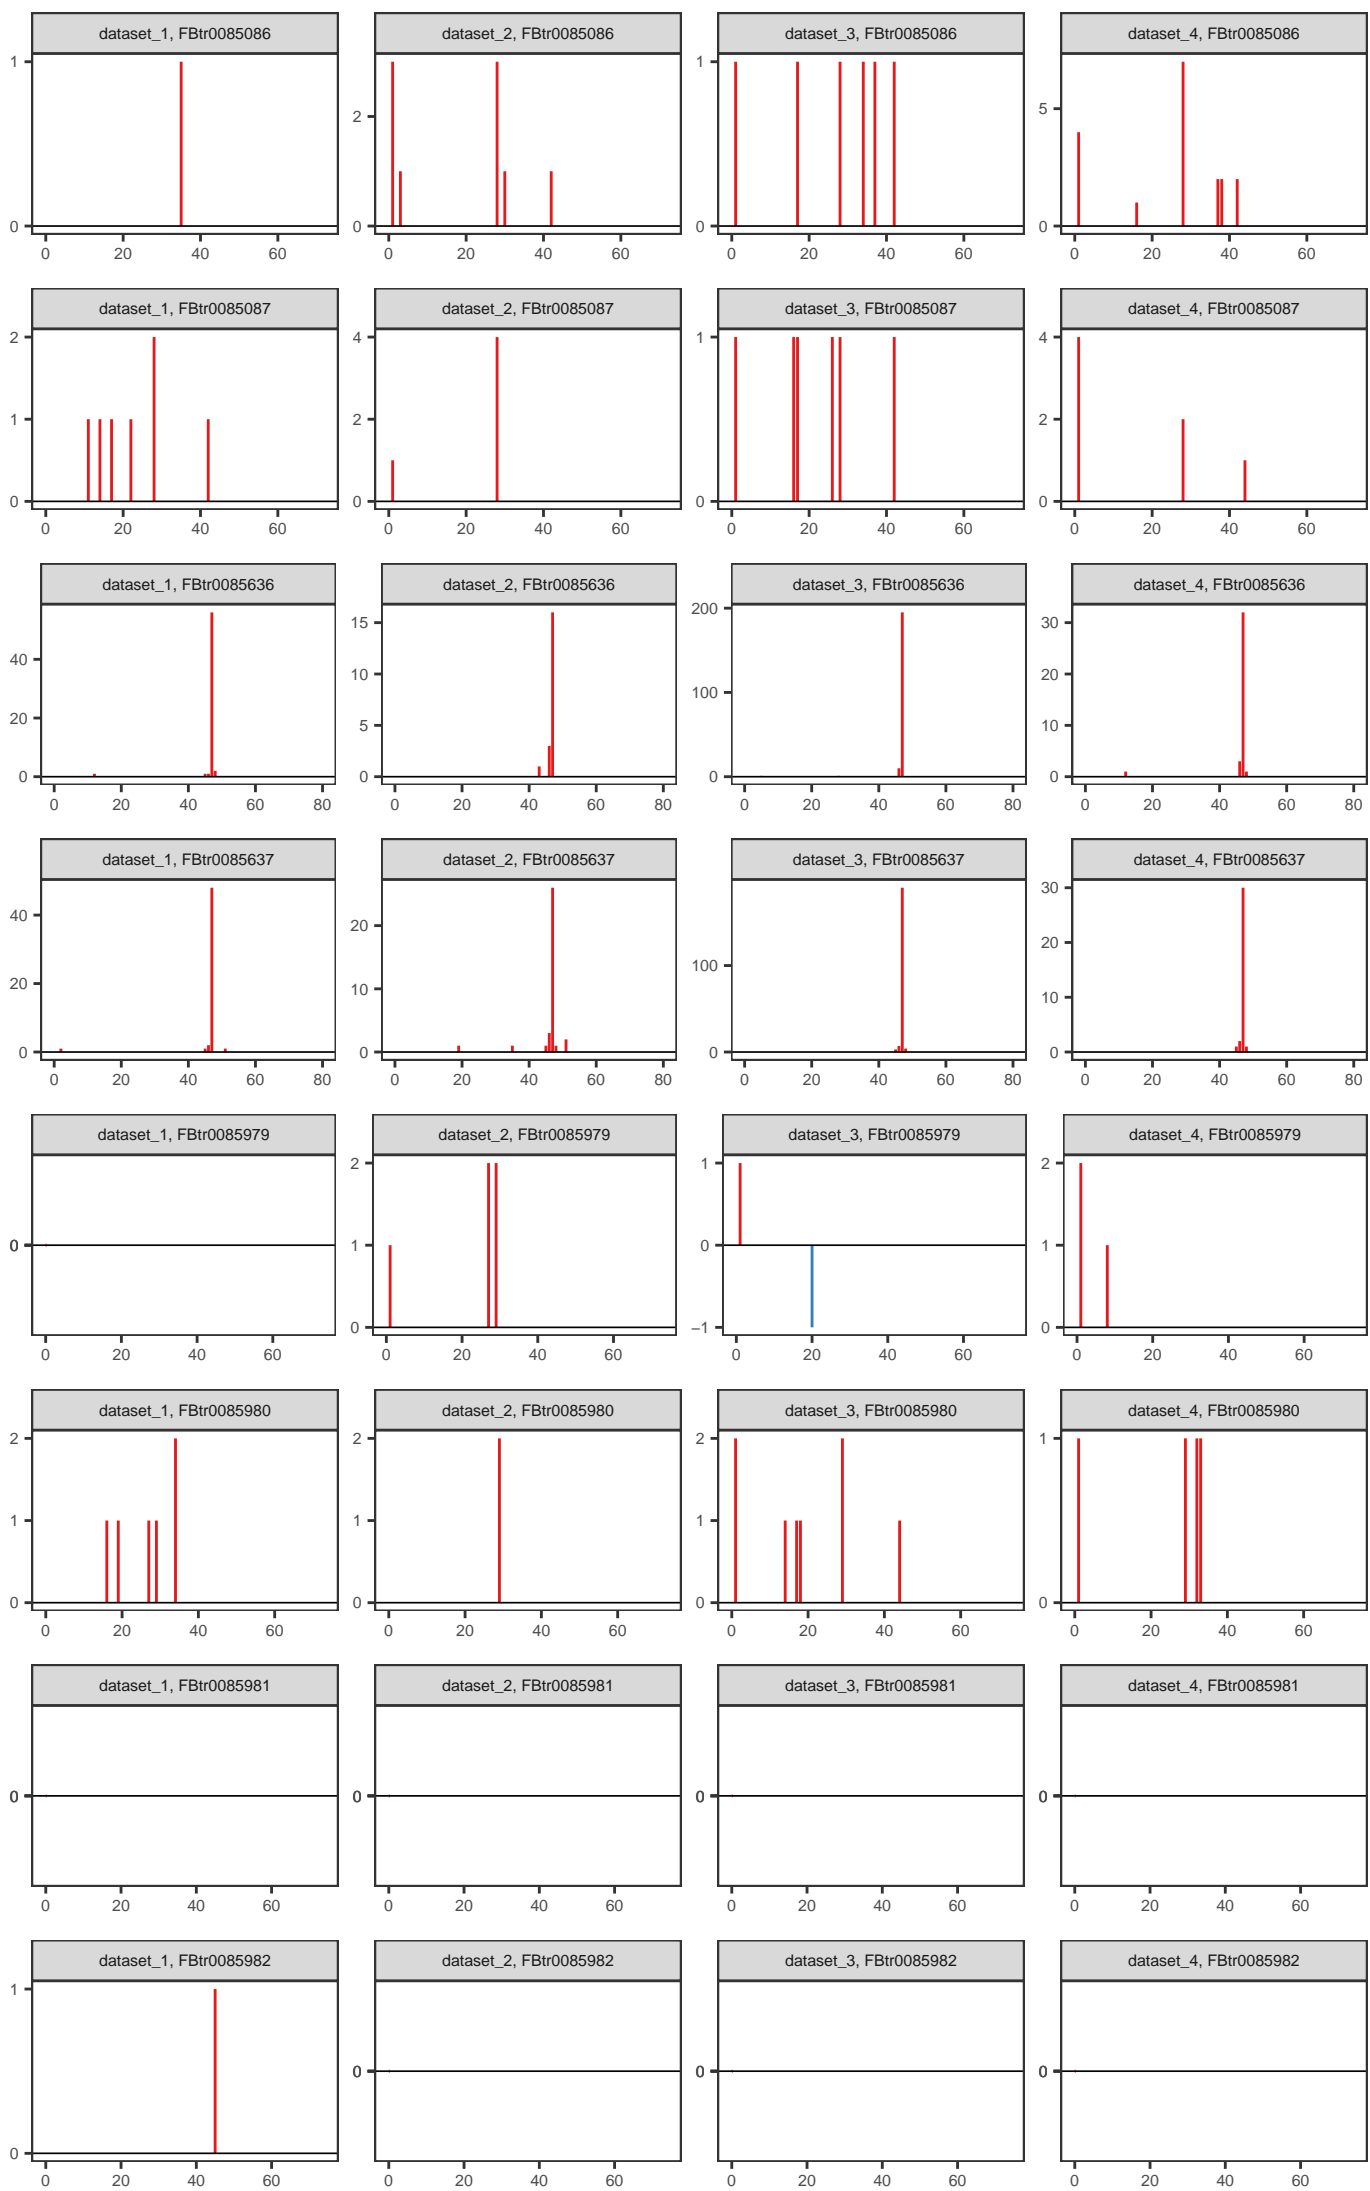 dataset_1, FBtr0085086 dataset_2, FBtr0085086 dataset_3, FBtr0085086 dataset_4, FBtr0085086
1 1
5
2
0 0 0 0
0 20 40 60 0 20 40 60 0 20 40 60 0 20 40 60
dataset_1, FBtr0085087 dataset_2, FBtr0085087 dataset_3, FBtr0085087 dataset_4, FBtr0085087
2 4 1 4
1 2 2
0 0 0 0
0 20 40 60 0 20 40 60 0 20 40 60 0 20 40 60
dataset_1, FBtr0085636 dataset_2, FBtr0085636 dataset_3, FBtr0085636 dataset_4, FBtr0085636
200
15 30
40
10 20
100
20
5 10
0 0 0 0
0 20 40 60 80 0 20 40 60 80 0 20 40 60 80 0 20 40 60 80
dataset_1, FBtr0085637 dataset_2, FBtr0085637 dataset_3, FBtr0085637 dataset_4, FBtr0085637
30
40
20
20
100
20
10 10
0 0 0 0
0 20 40 60 80 0 20 40 60 80 0 20 40 60 80 0 20 40 60 80
dataset_1, FBtr0085979 dataset_2, FBtr0085979 dataset_3, FBtr0085979 dataset_4, FBtr0085979
2 1 2
0 1 0 1
0 −1 0
0 20 40 60 0 20 40 60 0 20 40 60 0 20 40 60
dataset_1, FBtr0085980 dataset_2, FBtr0085980 dataset_3, FBtr0085980 dataset_4, FBtr0085980
2 2 2 1
1 1 1
0 0 0 0
0 20 40 60 0 20 40 60 0 20 40 60 0 20 40 60
dataset_1, FBtr0085981 dataset_2, FBtr0085981 dataset_3, FBtr0085981 dataset_4, FBtr0085981
0 0 0 0
0 20 40 60 0 20 40 60 0 20 40 60 0 20 40 60
dataset_1, FBtr0085982 dataset_2, FBtr0085982 dataset_3, FBtr0085982 dataset_4, FBtr0085982
1
0 0 0
0
0 20 40 60 0 20 40 60 0 20 40 60 0 20 40 60